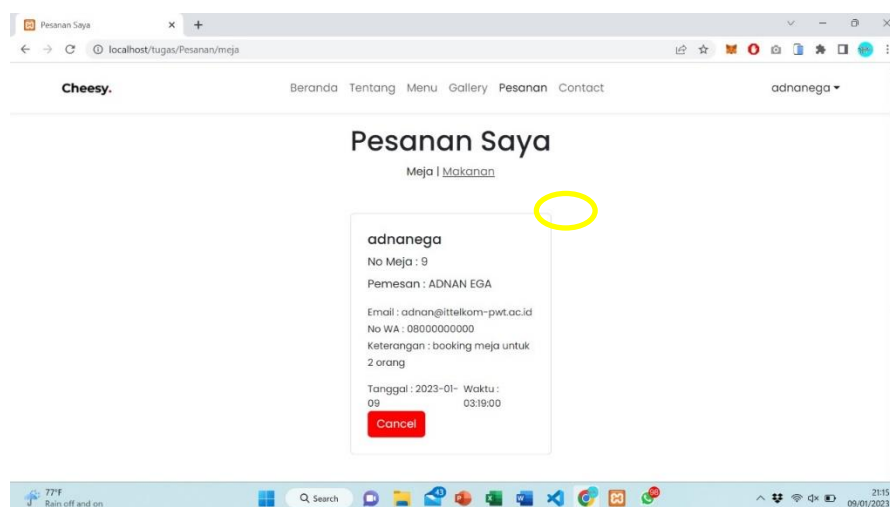 Pesanan Saya
localhost/tugas/Pesanan/meja
Cheesy. Beranda Tentang Menu Gallery Pesanan Contact adnanega
Pesanan Saya
Meja | Makanan
adnanega
No Meja : 9
Pemesan : ADNAN EGA
Email : adnan@ittelkom-pwt.ac.id
No WA : 08000000000
Keterangan : booking meja untuk
2 orang
Tanggal : 2023-01-
09
Waktu :
03:19:00
Cancel
77°F
Rain off and on
Search
43
21:15
09/01/2023